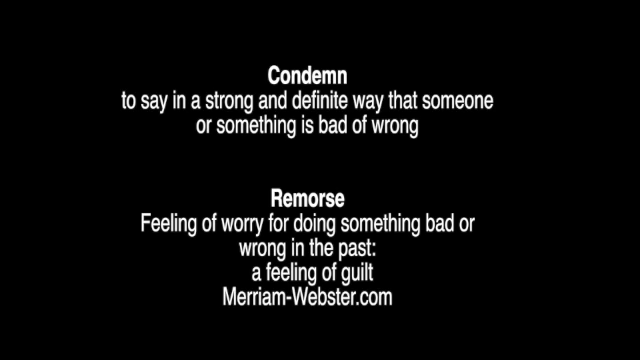 Condemn
to say in a strong and definite way that someone
or something is bad of wrong
Remorse
Feeling of worry for doing something bad or
wrong in the past:
a feeling of guilt
Merriam-Webster.com